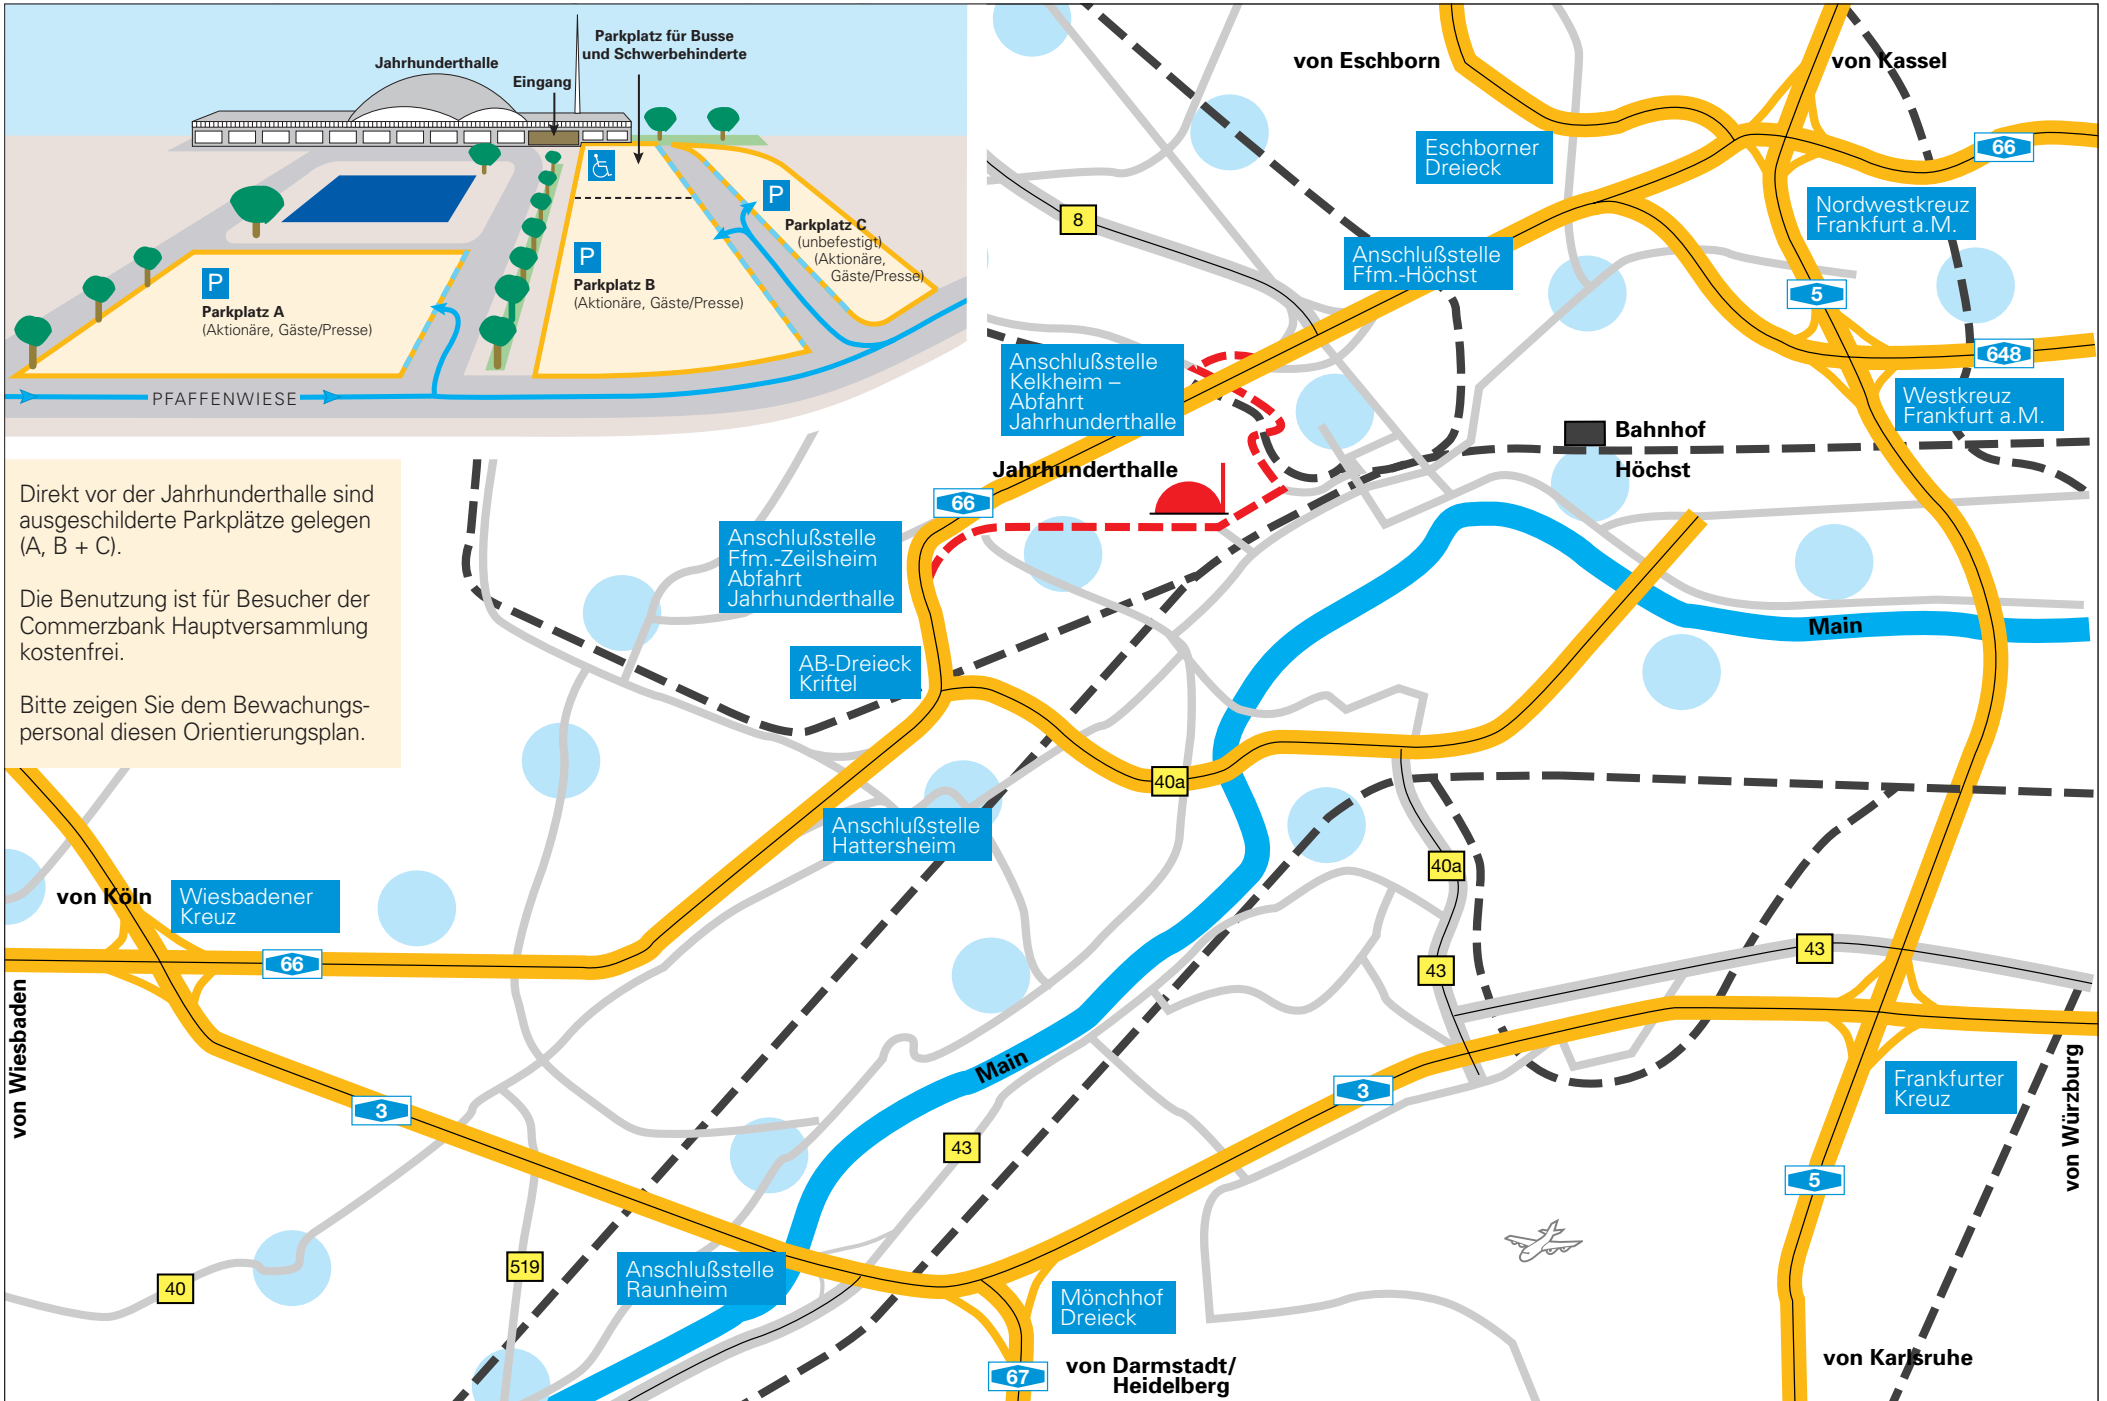 Parkplatz für Busse
und Schwerbehinderte
Jahrhunderthalle
Eingang
P
Parkplatz C
(unbefestigt)
(Aktionäre,
Gäste/Presse)
P
Parkplatz B
(Aktionäre, Gäste/Presse)
P
Parkplatz A
(Aktionäre, Gäste/Presse)
PFAFFENWIESE
Direkt vor der Jahrhunderthalle sind
ausgeschilderte Parkplätze gelegen
(A, B + C).
Die Benutzung ist für Besucher der
Commerzbank Hauptversammlung
kostenfrei.
Bitte zeigen Sie dem Bewachungs-
personal diesen Orientierungsplan.
von Eschborn
von Kassel
Eschborner
Dreieck
66
8
Nordwestkreuz
Frankfurt a.M.
Anschlußstelle
Ffm.-Höchst
5
648
Anschlußstelle
Kelkheim –
Abfahrt
Jahrhunderthalle
Westkreuz
Frankfurt a.M.
Bahnhof
Höchst
Jahrhunderthalle
66
Anschlußstelle
Ffm.-Zeilsheim
Abfahrt
Jahrhunderthalle
Main
AB-Dreieck
Kriftel
40a
Anschlußstelle
Hattersheim
40a
von Köln
Wiesbadener
Kreuz
66
43
43
von Wiesbaden
Main
3
3
Frankfurter
Kreuz
von Würzburg
43
5
519
40
Anschlußstelle
Raunheim
Mönchhof
Dreieck
67
von Darmstadt/
Heidelberg
von Karlsruhe